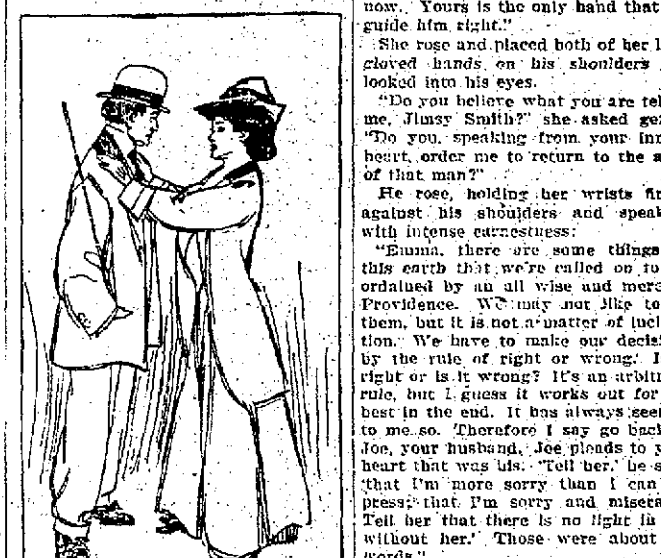 now. Yours is the only hand that
guide him right."
She rose and placed both of her
gloved hands on his shoulders
looked into his eyes.
"Do you believe what you are
me, Jimsy Smith?" she asked
"Do you, speaking from your
heart, order me to return to the
of that man?"
He rose, holding her wrists
against his shoulders and
with intense earnestness:
"Emma, there are some things
this earth that we're called on to
ordained by an all wise and
Providence. We may not like to
them, but it is not a matter of
tion. We have to make our
by the rule of right or wrong.
right or is it wrong? It's an
rule, but I guess it works out for
best in the end. It has always
to me so. Therefore I say go
Joe, your husband. Joe pleads to
heart that was his. 'Tell her,' he
'that I'm more sorry than I can
press; that I'm sorry and
Tell her that there is no light in
without her.' Those were about
words."